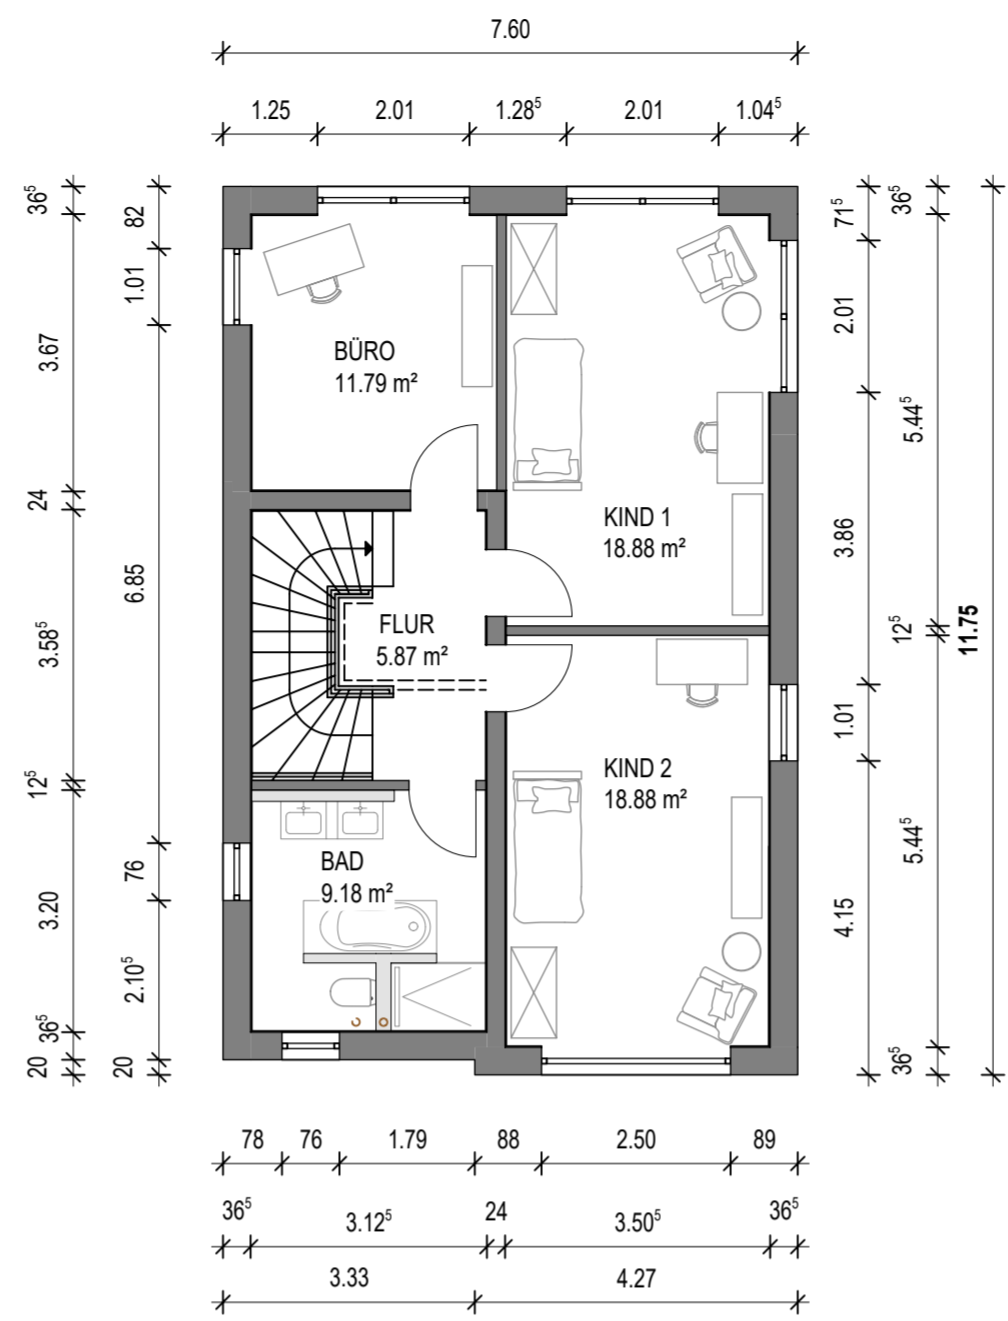 7.60
1.25 2.01 1.28⁵ 2.01 1.04⁵
36⁵ 82 71⁵ 36⁵
1.01 2.01
3.67 5.44⁵
BÜRO
11.79 m²
24
KIND 1
18.88 m²
6.85 3.86
3.58⁵ 12⁵ 11.75
FLUR
5.87 m²
1.01
12⁵
KIND 2
18.88 m²
76 5.44⁵
BAD
9.18 m²
3.20 4.15
2.10⁵
36⁵ 36⁵
20 20
78 76 1.79 88 2.50 89
36⁵ 3.12⁵ 24 3.50⁵ 36⁵
3.33 4.27